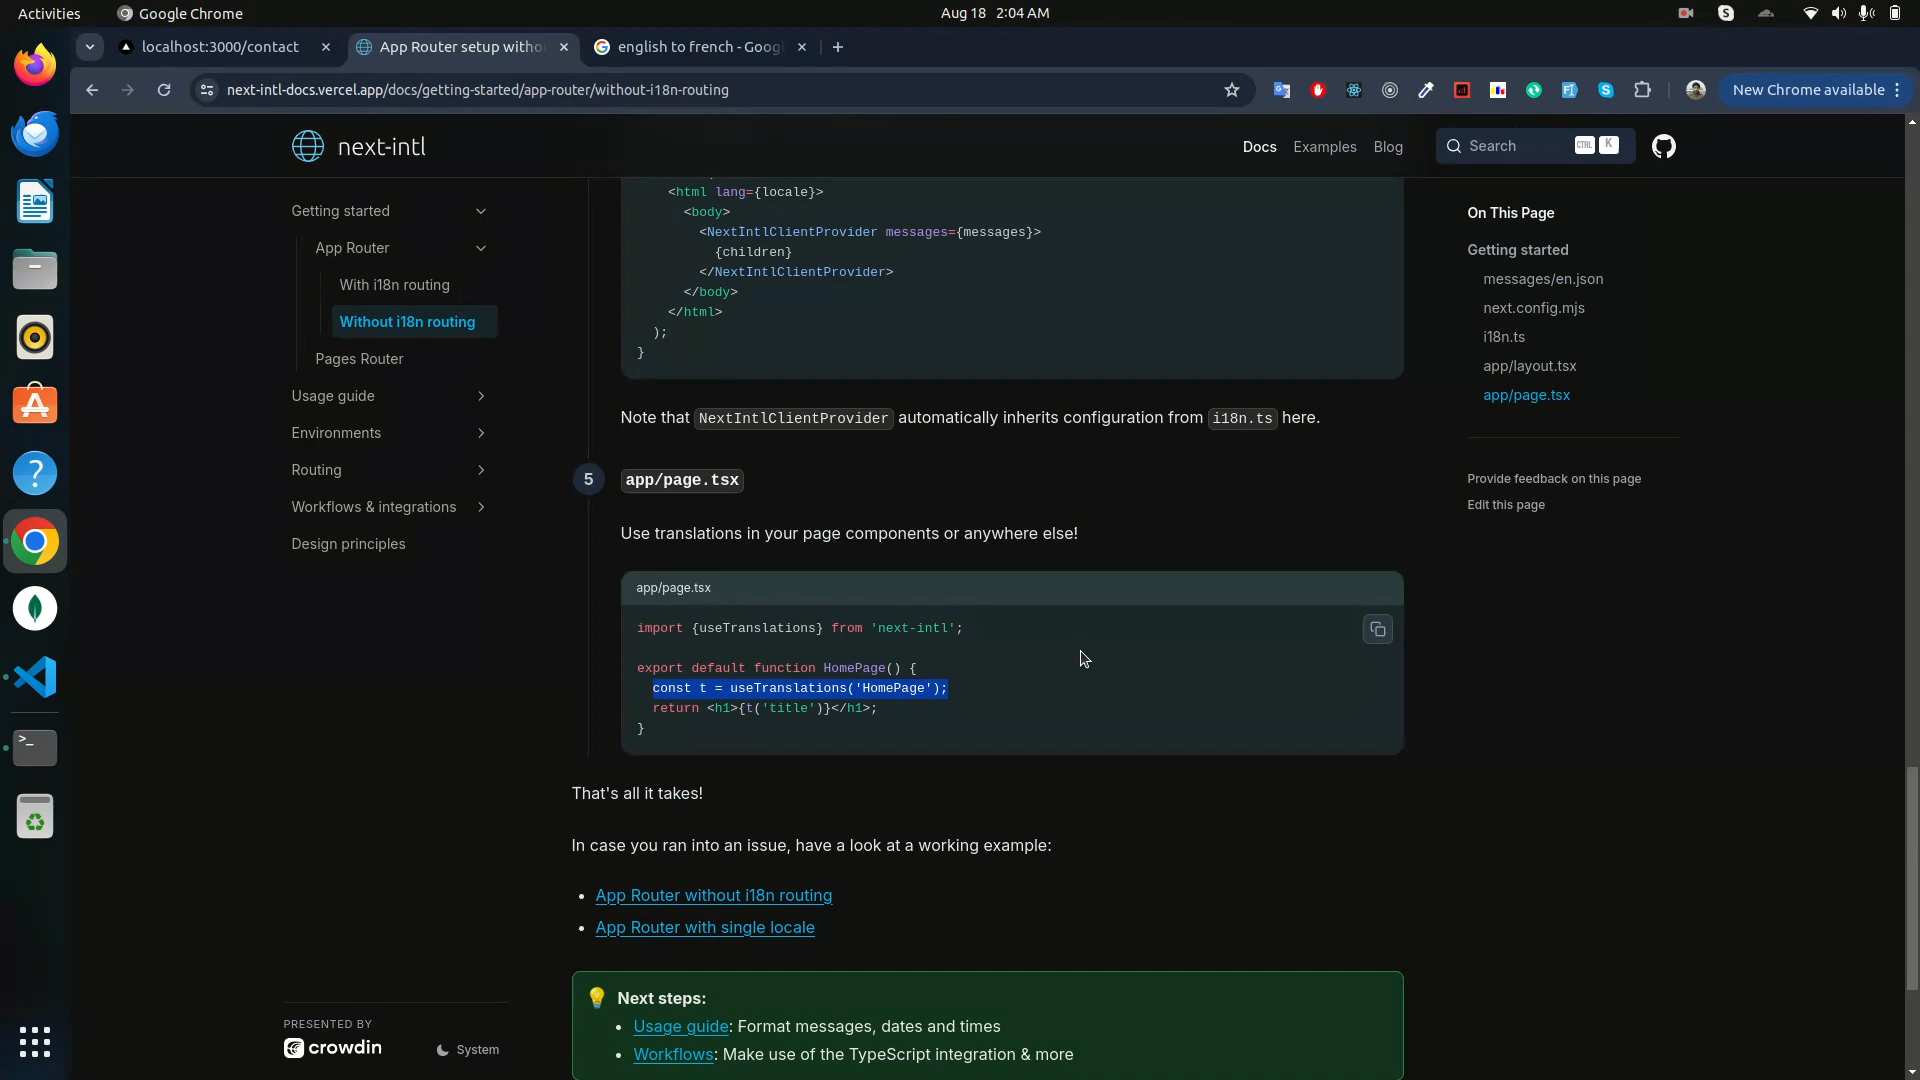 Activities
Google Chrome
Aug 18 2:04 AM
localhost:3000/contact
App Router setup witho
english to french - Goog
next-intl-docs.vercel.app/docs/getting-started/app-router/without-i18n-routing
New Chrome available
next-intl
Docs
Examples
Blog
Search
CTRL K
Getting started
App Router
With i18n routing
Without i18n routing
Pages Router
Usage guide
Environments
Routing
Workflows & integrations
Design principles
PRESENTED BY
crowdin
System
<html lang={locale}>
<body>
<NextIntlClientProvider messages={messages}>
{children}
</NextIntlClientProvider>
</body>
</html>
);
}
Note that NextIntlClientProvider automatically inherits configuration from i18n.ts here.
5
app/page.tsx
Use translations in your page components or anywhere else!
app/page.tsx
import {useTranslations} from 'next-intl';
export default function HomePage() {
const t = useTranslations('HomePage');
return <h1>{t('title')}</h1>;
}
That's all it takes!
In case you ran into an issue, have a look at a working example:
• App Router without i18n routing
• App Router with single locale
Next steps:
• Usage guide: Format messages, dates and times
• Workflows: Make use of the TypeScript integration & more
On This Page
Getting started
messages/en.json
next.config.mjs
i18n.ts
app/layout.tsx
app/page.tsx
Provide feedback on this page
Edit this page